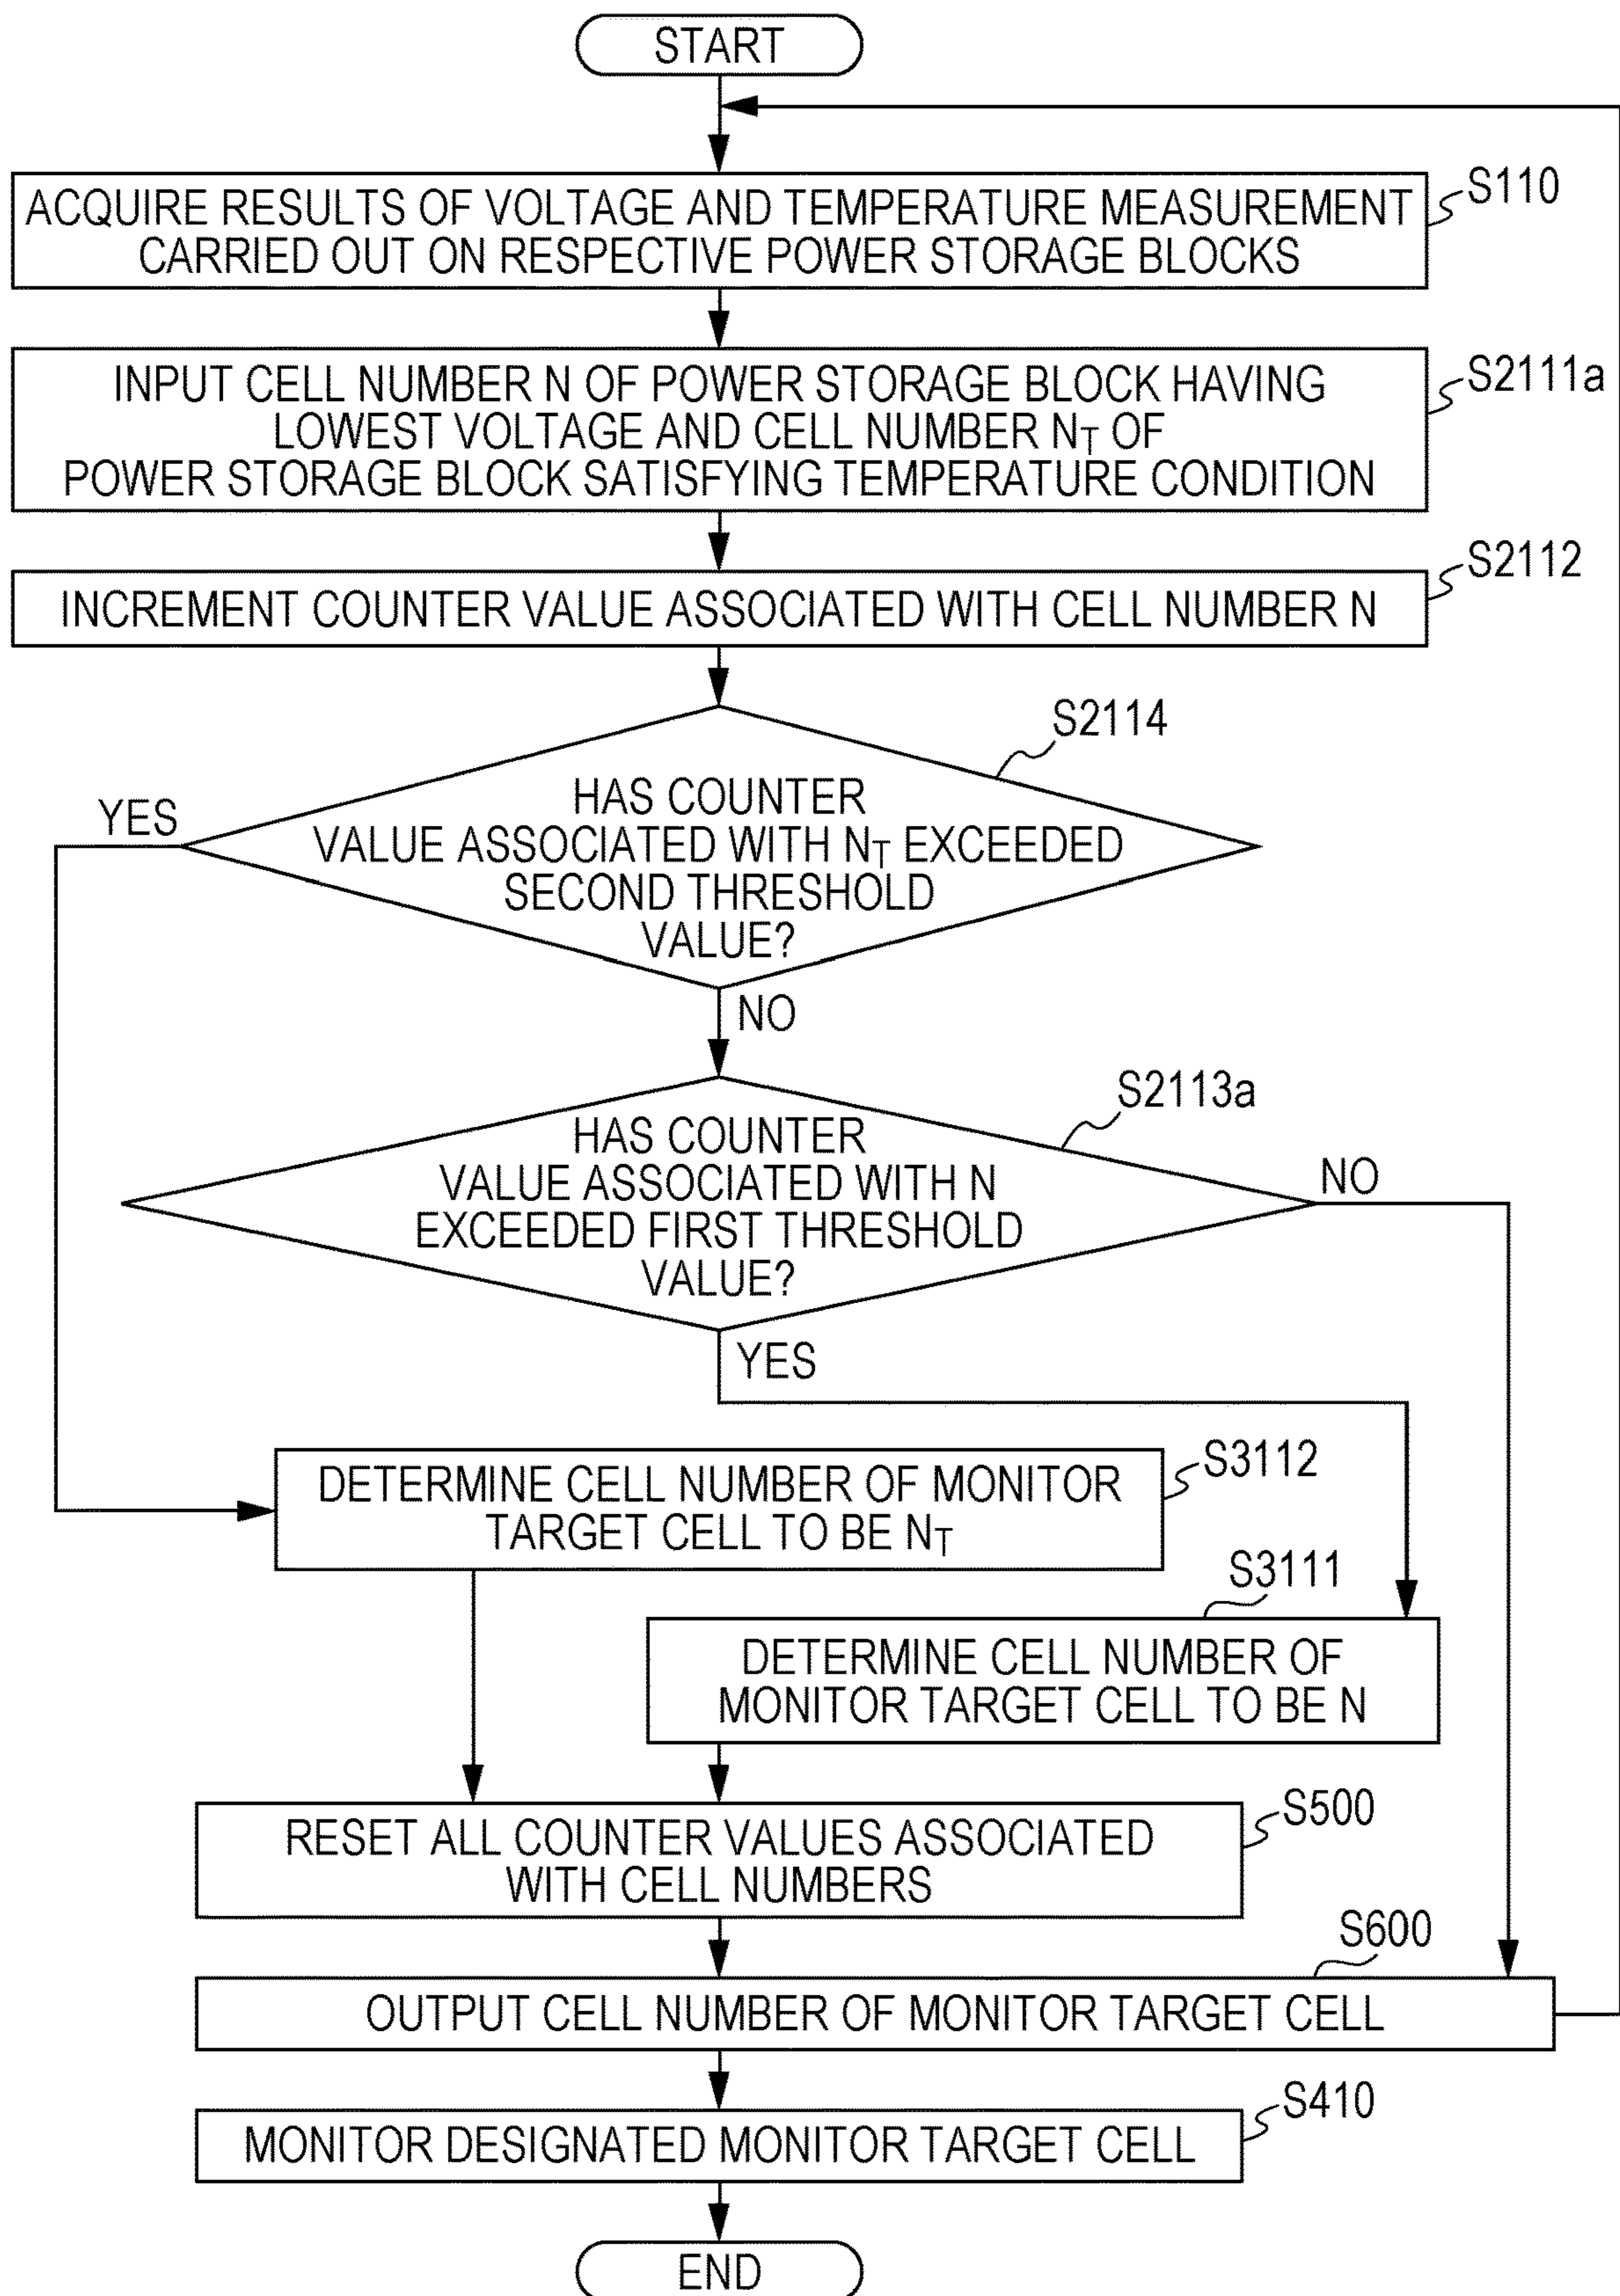 START
S110
ACQUIRE RESULTS OF VOLTAGE AND TEMPERATURE MEASUREMENT
CARRIED OUT ON RESPECTIVE POWER STORAGE BLOCKS
S2111a
INPUT CELL NUMBER N OF POWER STORAGE BLOCK HAVING
LOWEST VOLTAGE AND CELL NUMBER NT OF
POWER STORAGE BLOCK SATISFYING TEMPERATURE CONDITION
S2112
INCREMENT COUNTER VALUE ASSOCIATED WITH CELL NUMBER N
S2114
HAS COUNTER
VALUE ASSOCIATED WITH NT EXCEEDED
SECOND THRESHOLD
VALUE?
YES
NO
S2113a
HAS COUNTER
VALUE ASSOCIATED WITH N
EXCEEDED FIRST THRESHOLD
VALUE?
NO
YES
S3112
DETERMINE CELL NUMBER OF MONITOR
TARGET CELL TO BE NT
S3111
DETERMINE CELL NUMBER OF
MONITOR TARGET CELL TO BE N
S500
RESET ALL COUNTER VALUES ASSOCIATED
WITH CELL NUMBERS
S600
OUTPUT CELL NUMBER OF MONITOR TARGET CELL
S410
MONITOR DESIGNATED MONITOR TARGET CELL
END